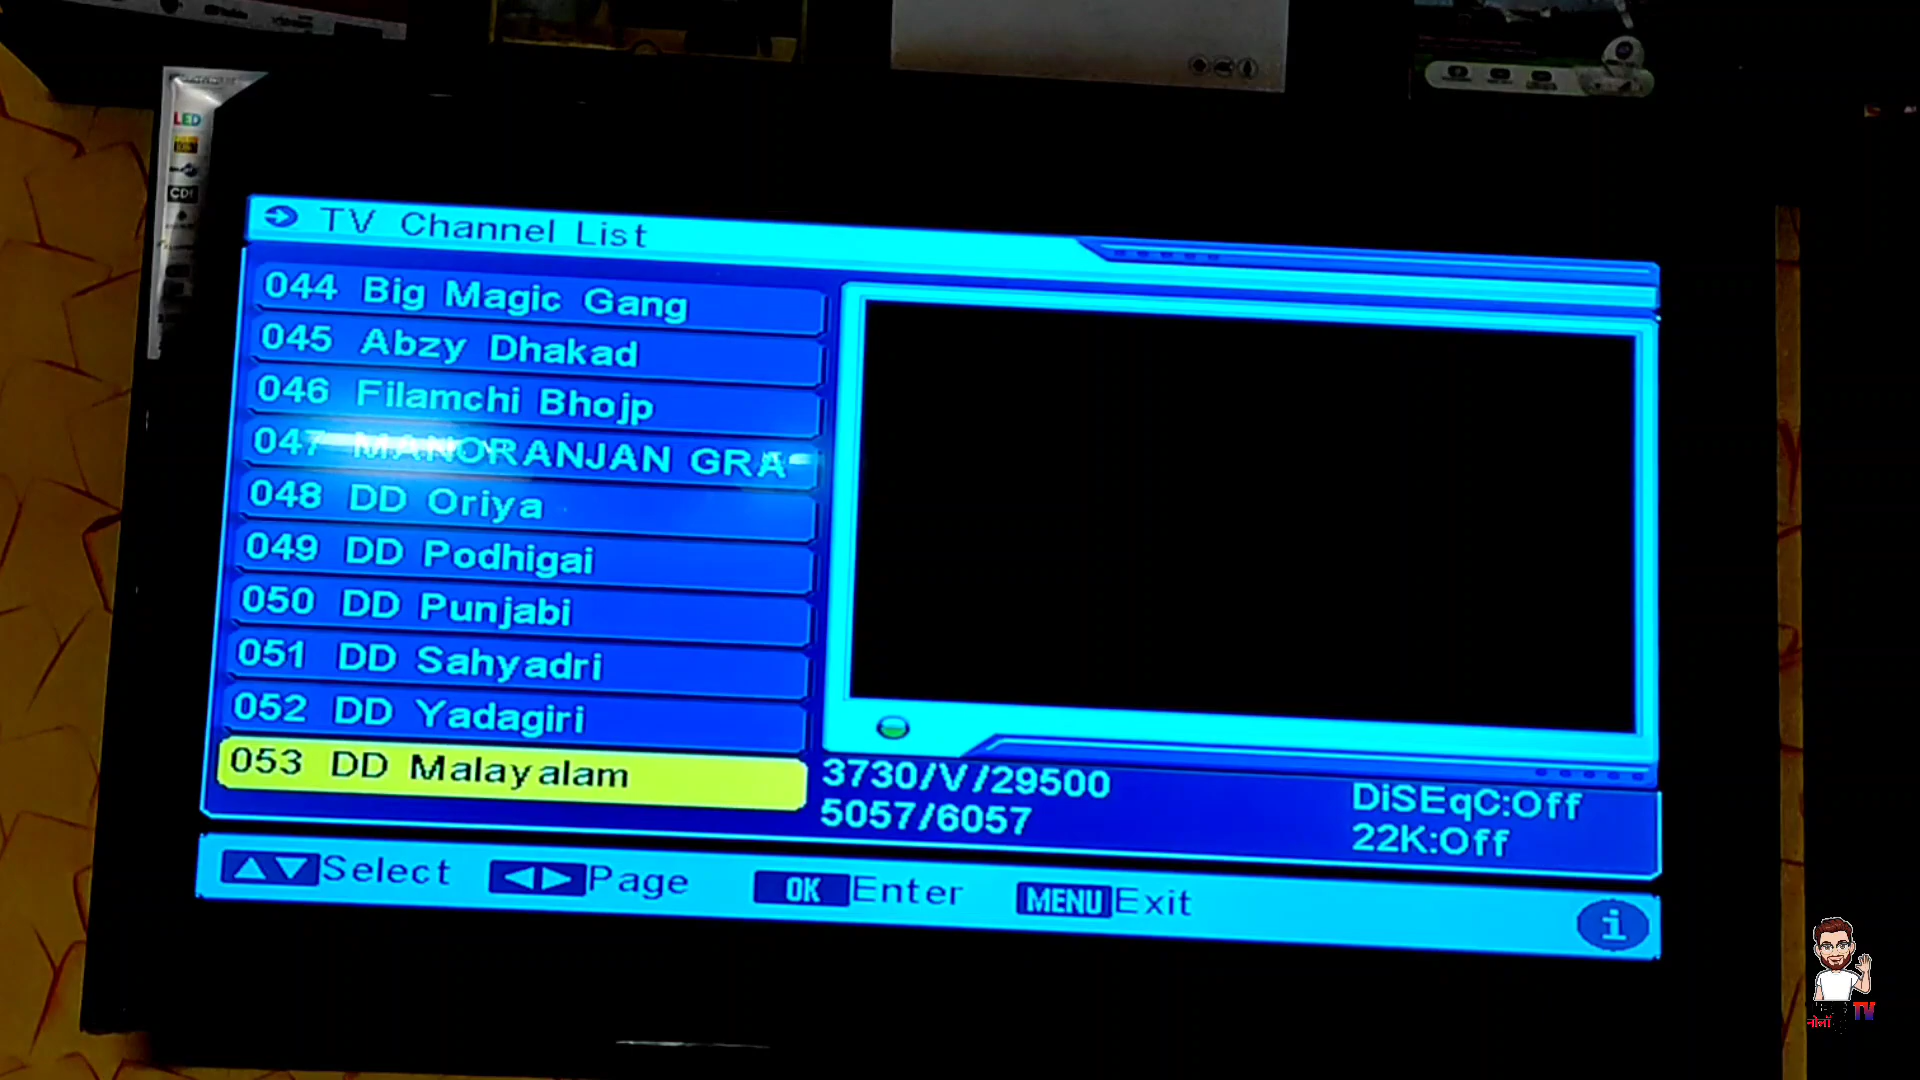 LED
TV Channel List
044 Big Magic Gang
045 Abzy Dhakad
046 Filamchi Bhojp
047 MANORANJAN GRA
048 DD Oriya
049 DD Podhigai
050 DD Punjabi
051 DD Sahyadri
052 DD Yadagiri
053 DD Malayalam
3730/V/29500
5057/6057
DiSEqC:Off
22K:Off
Select Page OK Enter MENU Exit
i
TV